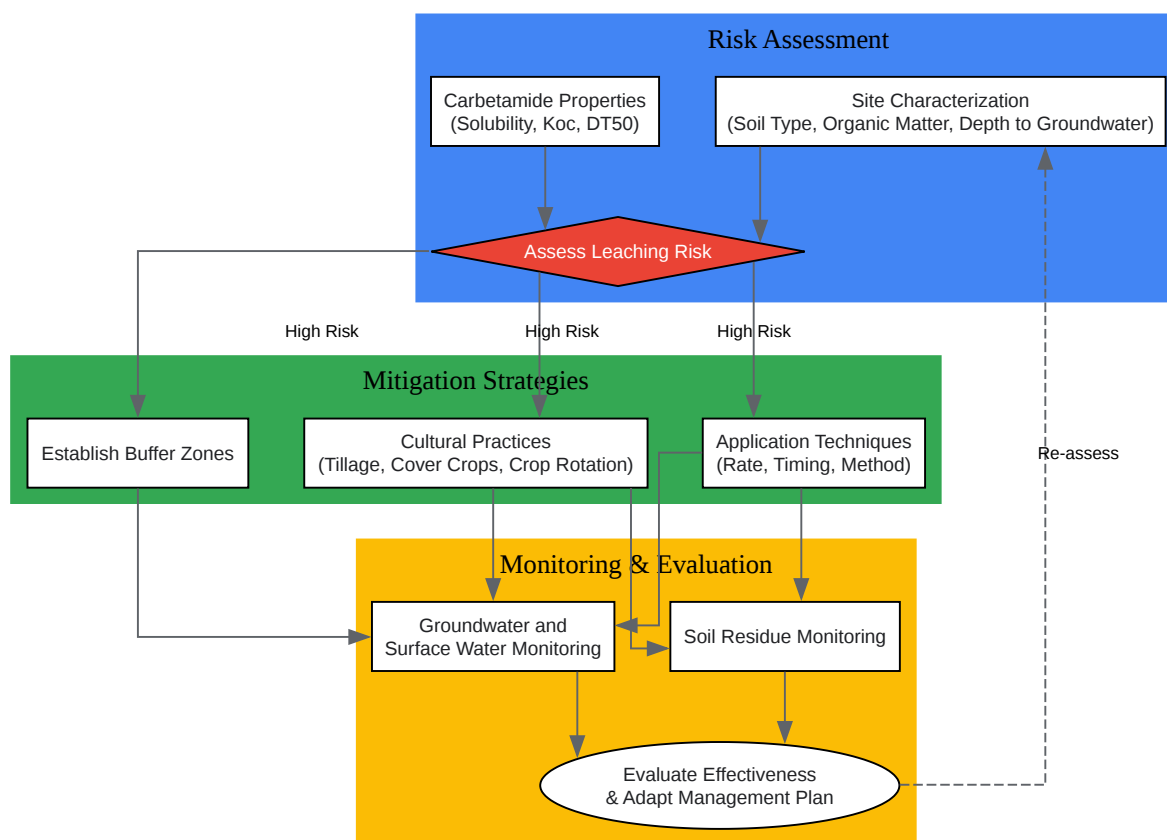 Risk Assessment
Carbetamide Properties
(Solubility, Koc, DT50)
Site Characterization
(Soil Type, Organic Matter, Depth to Groundwater)
Assess Leaching Risk
High Risk
High Risk
High Risk
Mitigation Strategies
Establish Buffer Zones
Cultural Practices
(Tillage, Cover Crops, Crop Rotation)
Application Techniques
(Rate, Timing, Method)
Re-assess
Monitoring & Evaluation
Groundwater and
Surface Water Monitoring
Soil Residue Monitoring
Evaluate Effectiveness
& Adapt Management Plan